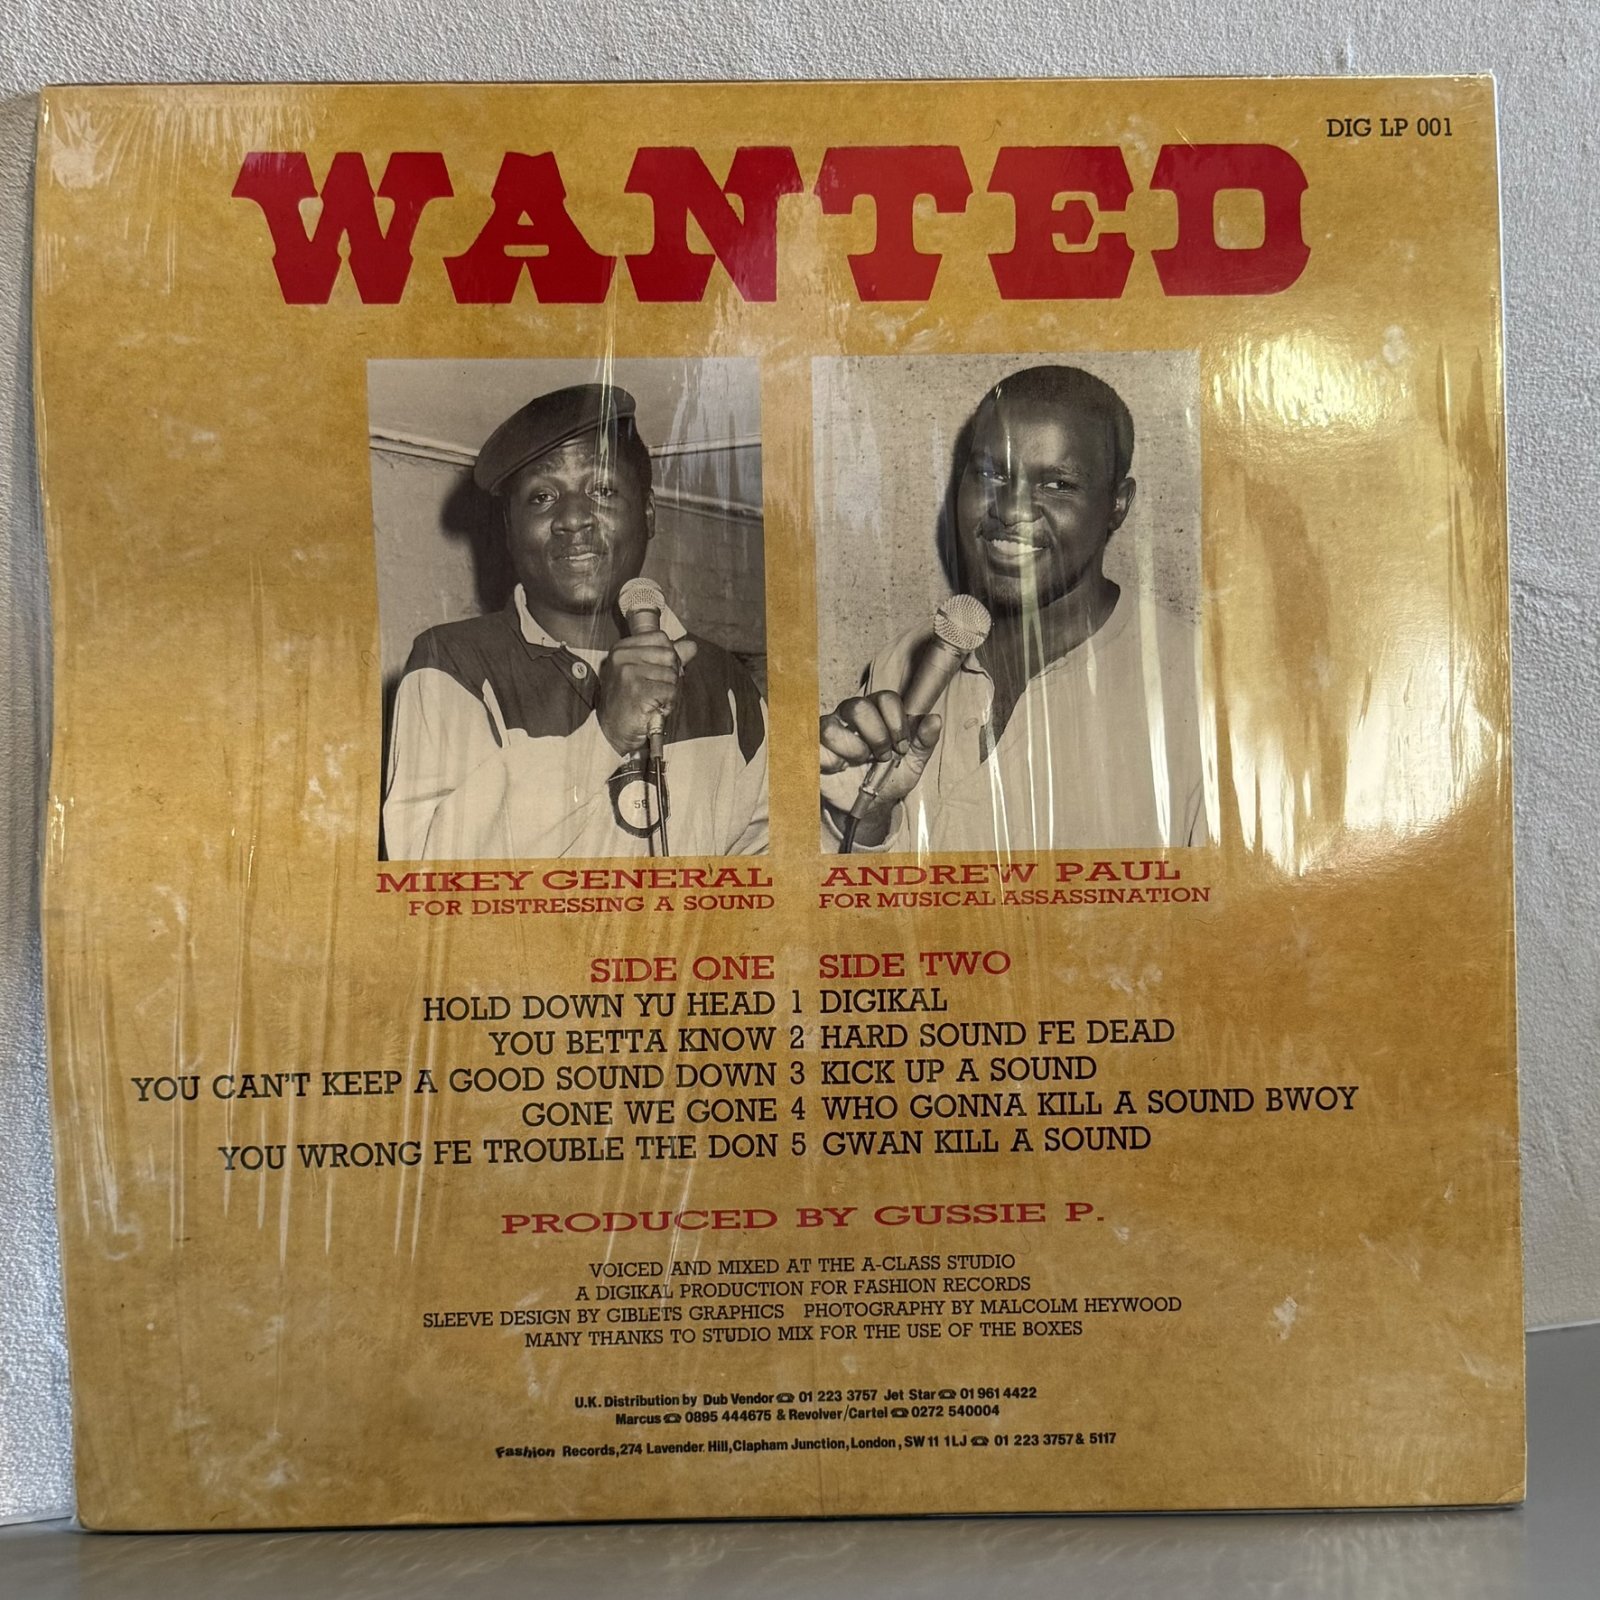 DIG LP 001
WANTED
58
MIKEY GENERAL
FOR DISTRESSING A SOUND
ANDREW PAUL
FOR MUSICAL ASSASSINATION
SIDE ONE SIDE TWO
HOLD DOWN YU HEAD 1 DIGIKAL
YOU BETTA KNOW 2 HARD SOUND FE DEAD
YOU CAN'T KEEP A GOOD SOUND DOWN 3 KICK UP A SOUND
GONE WE GONE 4 WHO GONNA KILL A SOUND BWOY
YOU WRONG FE TROUBLE THE DON 5 GWAN KILL A SOUND
PRODUCED BY GUSSIE P.
VOICED AND MIXED AT THE A-CLASS STUDIO
A DIGIKAL PRODUCTION FOR FASHION RECORDS
SLEEVE DESIGN BY GIBLETS GRAPHICS PHOTOGRAPHY BY MALCOLM HEYWOOD
MANY THANKS TO STUDIO MIX FOR THE USE OF THE BOXES
U.K. Distribution by Dub Vendor ☎ 01 223 3757 Jet Star ☎ 01 961 4422
Marcus ☎ 0895 444675 & Revolver/Cartel ☎ 0272 540004
Fashion Records, 274 Lavender Hill, Clapham Junction, London, SW11 1LJ ☎ 01 223 3757 & 5117